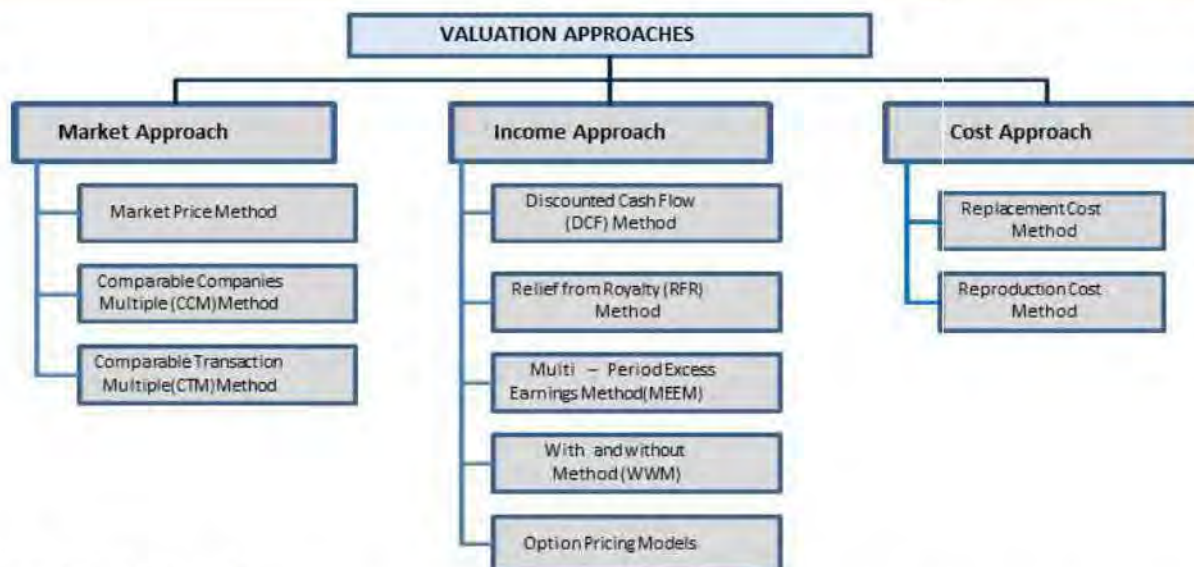 VALUATION APPROACHES
Market Approach
Market Price Method
Comparable Companies
Multiple (CCM) Method
Comparable Transaction
Multiple(CTM) Method
Income Approach
Discounted Cash Flow
(DCF) Method
Relief from Royalty (RFR)
Method
Multi – Period Excess
Earnings Method(MEEM)
With and without
Method (WWM)
Option Pricing Models
Cost Approach
Replacement Cost
Method
Reproduction Cost
Method